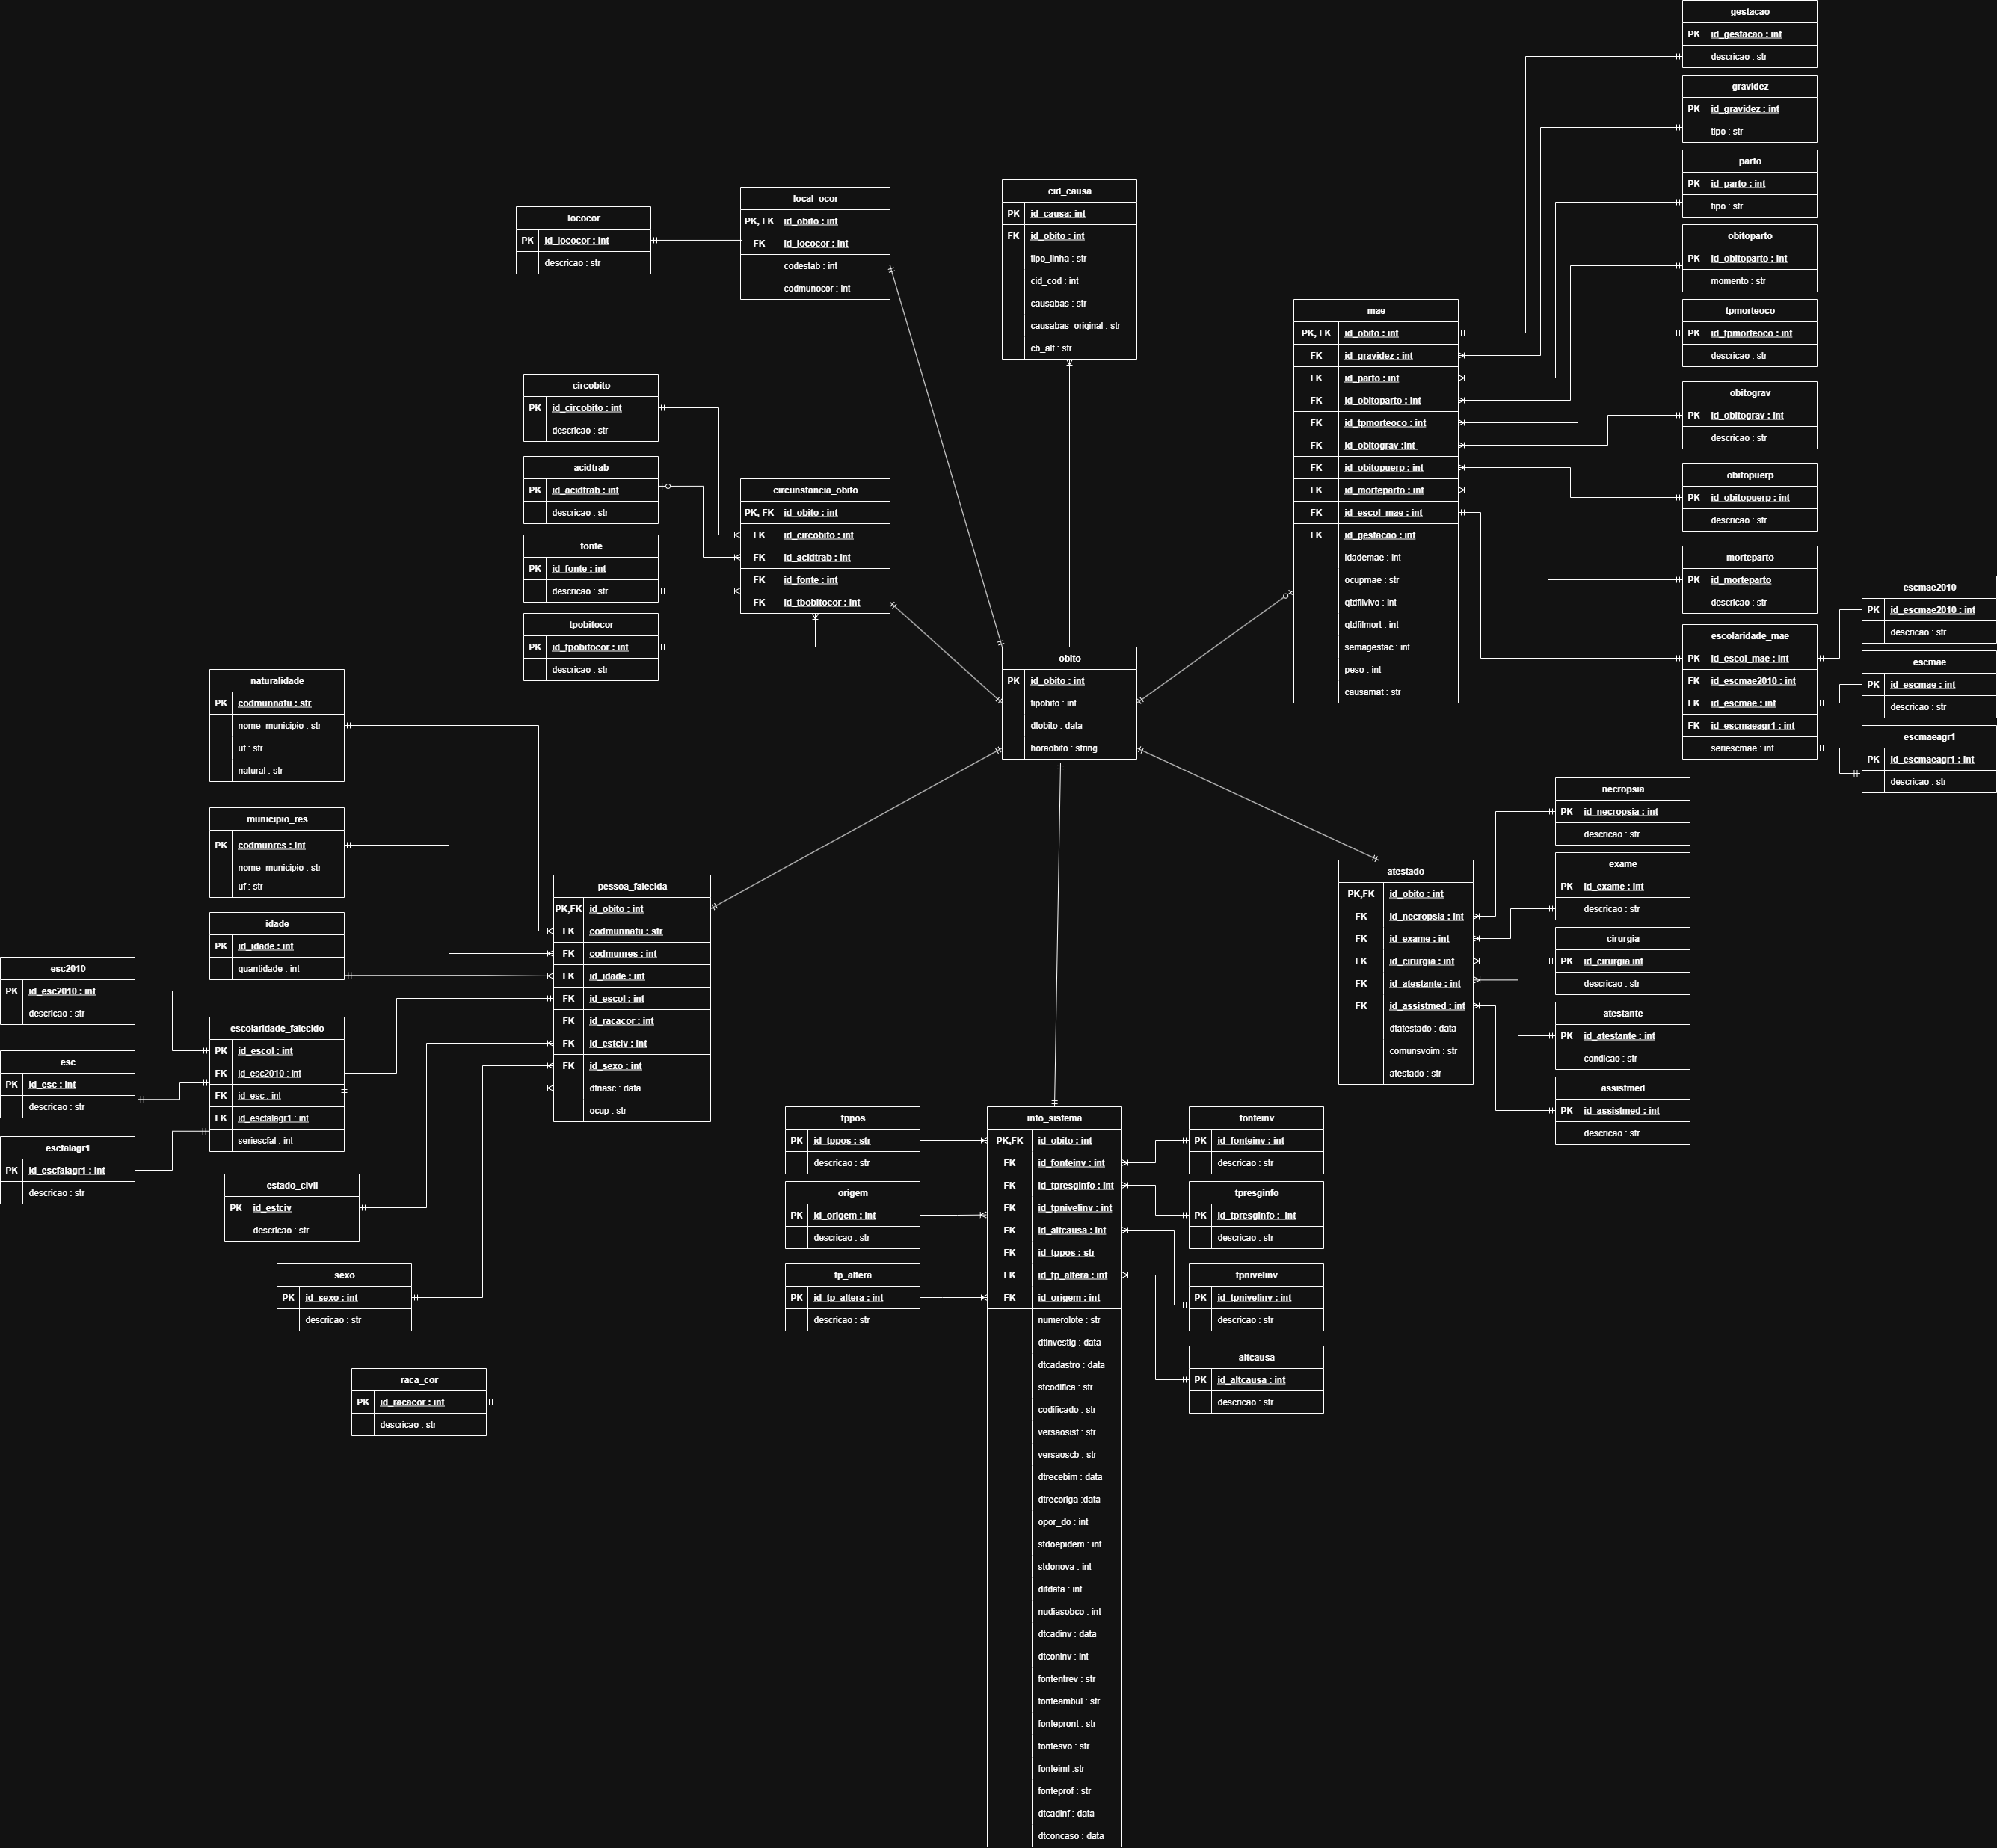 gestacao
PK id_gestacao : int
descricao : str
gravidez
PK id_gravidez : int
tipo : str
parto
PK id_parto : int
tipo : str
obitoparto
PK id_obitoparto : int
momento : str
tpmorteoco
PK id_tpmorteoco : int
descricao : str
obitograv
PK id_obitograv : int
descricao : str
obitopuerp
PK id_obitopuerp : int
descricao : str
morteparto
PK id_morteparto
descricao : str
escolaridade_mae
PK id_escol_mae : int
FK id_escmae2010 : int
FK id_escmae : int
FK id_escmaeagr1 : int
seriescmae : int
escmae2010
PK id_escmae2010 : int
descricao : str
escmae
PK id_escmae : int
descricao : str
escmaeagr1
PK id_escmaeagr1 : int
descricao : str
mae
PK, FK id_obito : int
FK id_gravidez : int
FK id_parto : int
FK id_obitoparto : int
FK id_tpmorteoco : int
FK id_obitograv :int
FK id_obitopuerp : int
FK id_morteparto : int
FK id_escol_mae : int
FK id_gestacao : int
idademae : int
ocupmae : str
qtdfilvivo : int
qtdfilmort : int
semagestac : int
peso : int
causamat : str
cid_causa
PK id_causa: int
FK id_obito : int
tipo_linha : str
cid_cod : int
causabas : str
causabas_original : str
cb_alt : str
local_ocor
PK, FK id_obito : int
FK id_lococor : int
codestab : int
codmunocor : int
lococor
PK id_lococor : int
descricao : str
circobito
PK id_circobito : int
descricao : str
acidtrab
PK id_acidtrab : int
descricao : str
fonte
PK id_fonte : int
descricao : str
tpobitocor
PK id_tpobitocor : int
descricao : str
circunstancia_obito
PK, FK id_obito : int
FK id_circobito : int
FK id_acidtrab : int
FK id_fonte : int
FK id_tbobitocor : int
obito
PK id_obito : int
tipobito : int
dtobito : data
horaobito : string
naturalidade
PK codmunnatu : str
nome_municipio : str
uf : str
natural : str
municipio_res
PK codmunres : int
nome_municipio : str
uf : str
idade
PK id_idade : int
quantidade : int
esc2010
PK id_esc2010 : int
descricao : str
esc
PK id_esc : int
descricao : str
escfalagr1
PK id_escfalagr1 : int
descricao : str
escolaridade_falecido
PK id_escol : int
FK id_esc2010 : int
FK id_esc : int
FK id_escfalagr1 : int
seriescfal : int
estado_civil
PK id_estciv
descricao : str
sexo
PK id_sexo : int
descricao : str
raca_cor
PK id_racacor : int
descricao : str
pessoa_falecida
PK,FK id_obito : int
FK codmunnatu : str
FK codmunres : int
FK id_idade : int
FK id_escol : int
FK id_racacor : int
FK id_estciv : int
FK id_sexo : int
dtnasc : data
ocup : str
atestado
PK,FK id_obito : int
FK id_necropsia : int
FK id_exame : int
FK id_cirurgia : int
FK id_atestante : int
FK id_assistmed : int
dtatestado : data
comunsvoim : str
atestado : str
necropsia
PK id_necropsia : int
descricao : str
exame
PK id_exame : int
descricao : str
cirurgia
PK id_cirurgia int
descricao : str
atestante
PK id_atestante : int
condicao : str
assistmed
PK id_assistmed : int
descricao : str
tppos
PK id_tppos : str
descricao : str
origem
PK id_origem : int
descricao : str
tp_altera
PK id_tp_altera : int
descricao : str
info_sistema
PK,FK id_obito : int
FK id_fonteinv : int
FK id_tpresginfo : int
FK id_tpnivelinv : int
FK id_altcausa : int
FK id_tppos : str
FK id_tp_altera : int
FK id_origem : int
numerolote : str
dtinvestig : data
dtcadastro : data
stcodifica : str
codificado : str
versaosist : str
versaoscb : str
dtrecebim : data
dtrecoriga :data
opor_do : int
stdoepidem : int
stdonova : int
difdata : int
nudiasobco : int
dtcadinv : data
dtconinv : int
fontentrev : str
fonteambul : str
fontepront : str
fontesvo : str
fonteiml :str
fonteprof : str
dtcadinf : data
dtconcaso : data
fonteinv
PK id_fonteinv : int
descricao : str
tpresginfo
PK id_tpresginfo : int
descricao : str
tpnivelinv
PK id_tpnivelinv : int
descricao : str
altcausa
PK id_altcausa : int
descricao : str